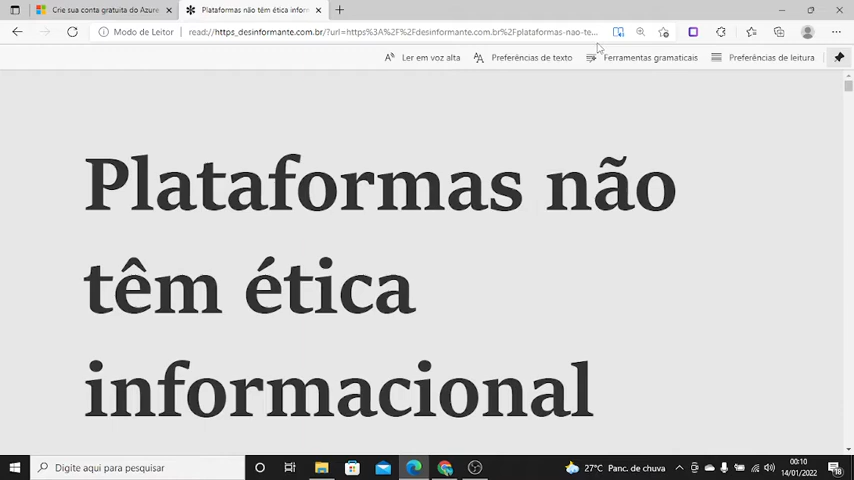 Crie sua conta gratuita do Azure
Plataformas não têm ética inform
Modo de Leitor
read://https_desinformante.com.br/?url=https%3A%2F%2Fdesinformante.com.br%2Fplataformas-nao-te...
Ler em voz alta
Preferências de texto
Ferramentas gramaticais
Preferências de leitura
Plataformas não
têm ética
informacional
Digite aqui para pesquisar
27°C Panc. de chuva
00:10
14/01/2022
18